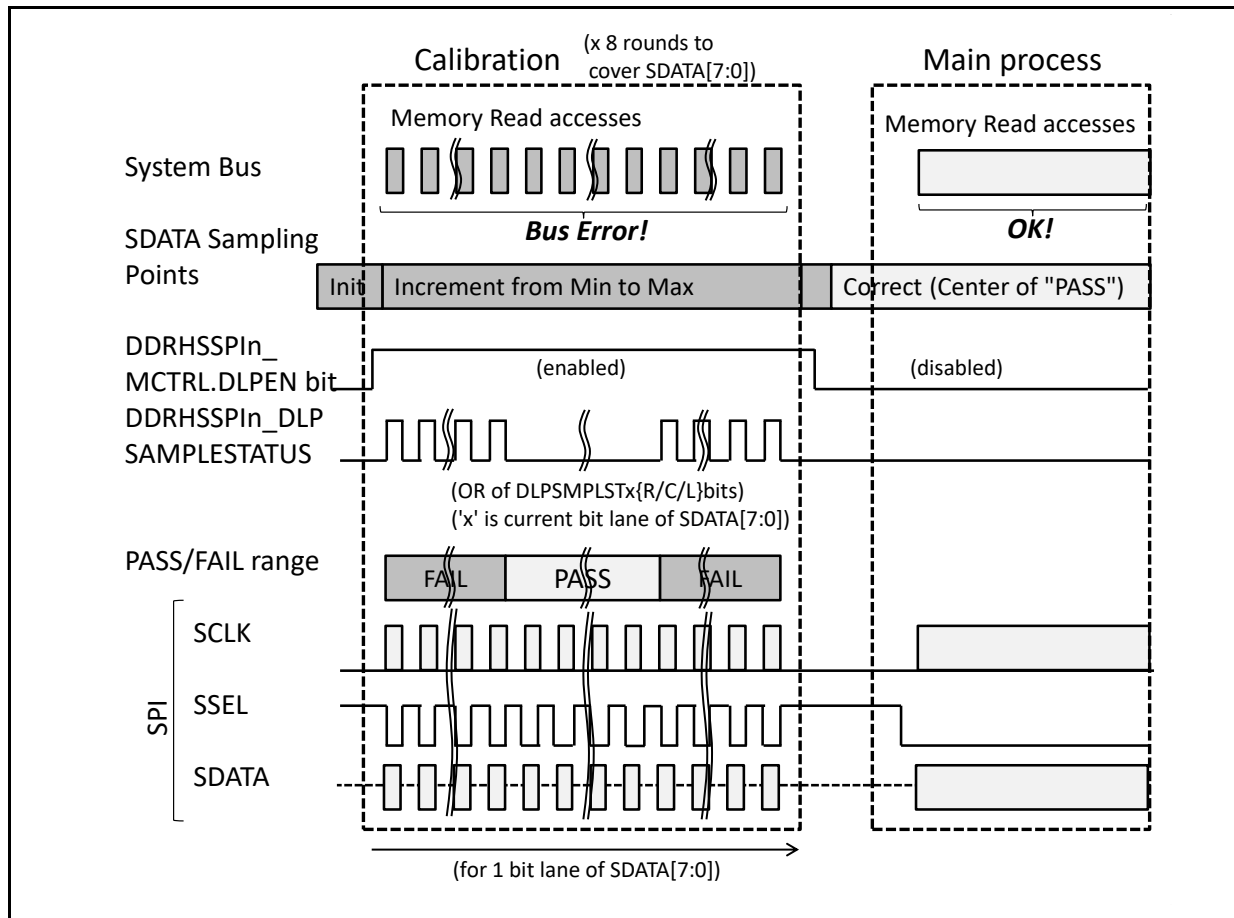 Calibration
(x 8 rounds to
cover SDATA[7:0])
Main process
Memory Read accesses
Memory Read accesses
System Bus
Bus Error!
OK!
SDATA Sampling
Points
Init
Increment from Min to Max
Correct (Center of "PASS")
DDRHSSPIn_
MCTRL.DLPEN bit
(enabled)
(disabled)
DDRHSSPIn_DLP
SAMPLESTATUS
(OR of DLPSMPLSTx{R/C/L}bits)
('x' is current bit lane of SDATA[7:0])
PASS/FAIL range
FAIL
PASS
FAIL
SPI
SCLK
SSEL
SDATA
(for 1 bit lane of SDATA[7:0])